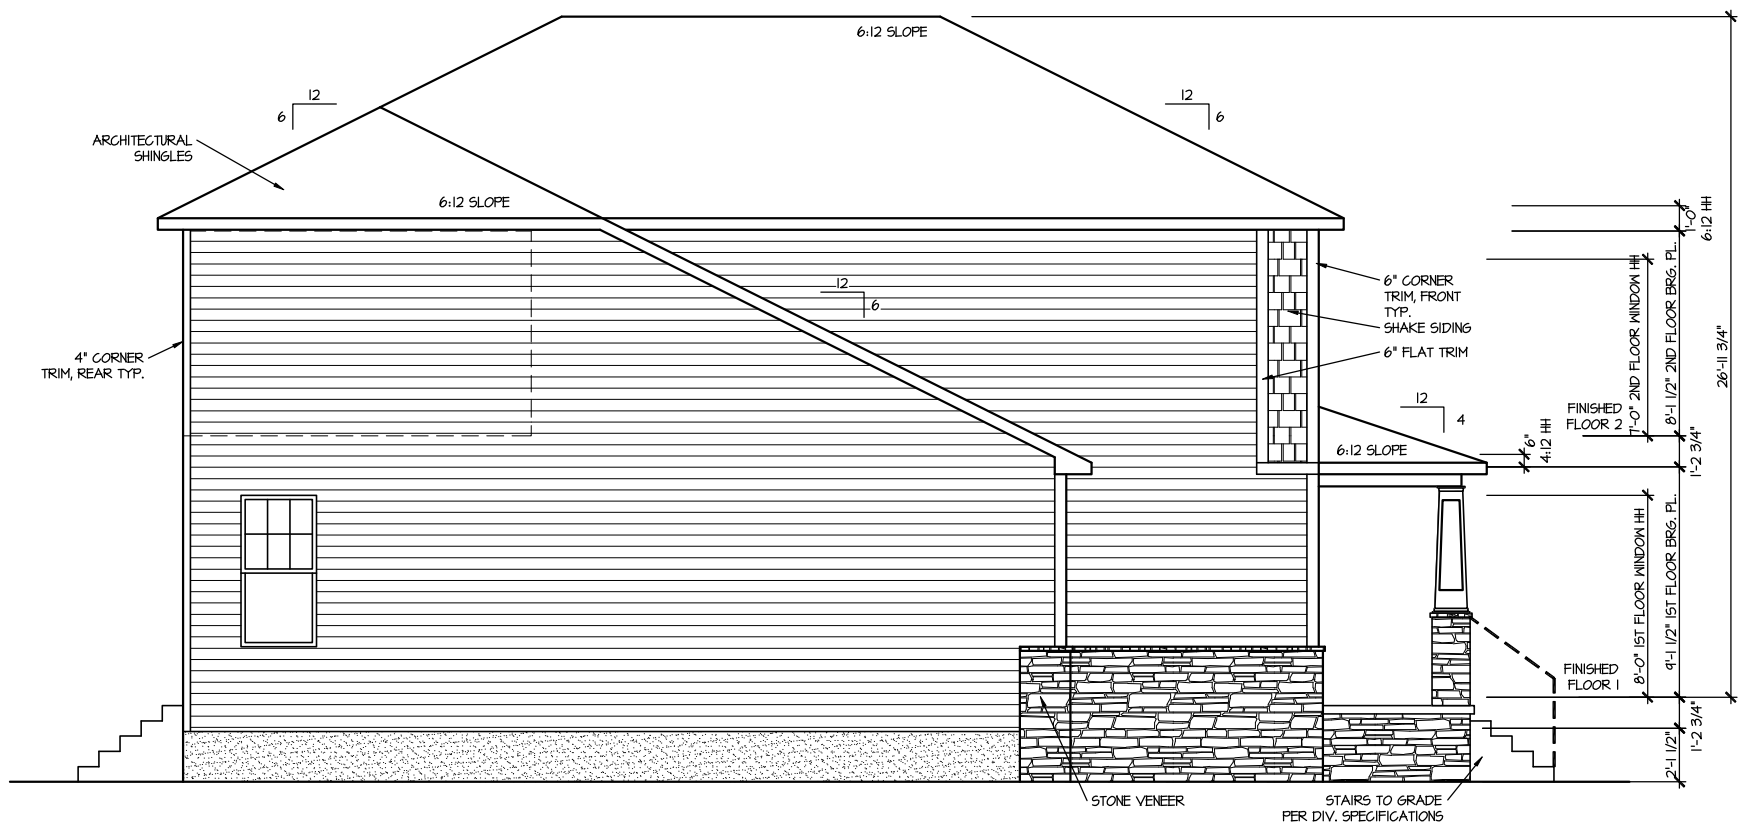 6:12 SLOPE
12
6
12
6
ARCHITECTURAL
SHINGLES
6:12 SLOPE
12
6
4" CORNER
TRIM, REAR TYP.
6" CORNER
TRIM, FRONT
TYP.
SHAKE SIDING
6" FLAT TRIM
12
4
6:12 SLOPE
FINISHED
FLOOR 2
6"
4:12 HH
1'-0"
6:12 HH
7'-0" 2ND FLOOR WINDOW HH
8'-1 1/2" 2ND FLOOR BRG. PL.
26'-11 3/4"
1'-2 3/4"
8'-0" 1ST FLOOR WINDOW HH
9'-1 1/2" 1ST FLOOR BRG. PL.
FINISHED
FLOOR 1
1'-2 3/4"
2'-1 1/2"
STONE VENEER
STAIRS TO GRADE
PER DIV. SPECIFICATIONS